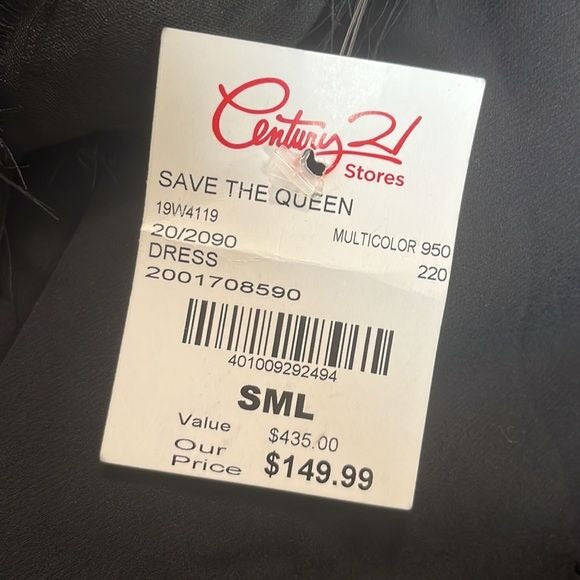 Century 21
Stores
SAVE THE QUEEN
19W4119
20/2090 MULTICOLOR 950
DRESS 220
2001708590
401009292494
SML
Value $435.00
Our
Price $149.99